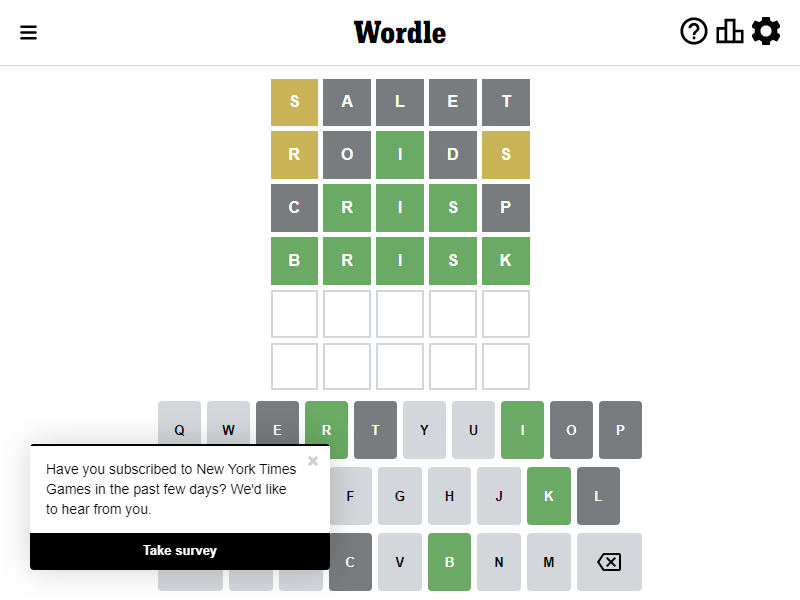 Wordle
S A L E T
R O I D S
C R I S P
B R I S K
Q W E R T Y U I O P
Have you subscribed to New York Times
Games in the past few days? We'd like
to hear from you.
Take survey
F G H J K L
C V B N M